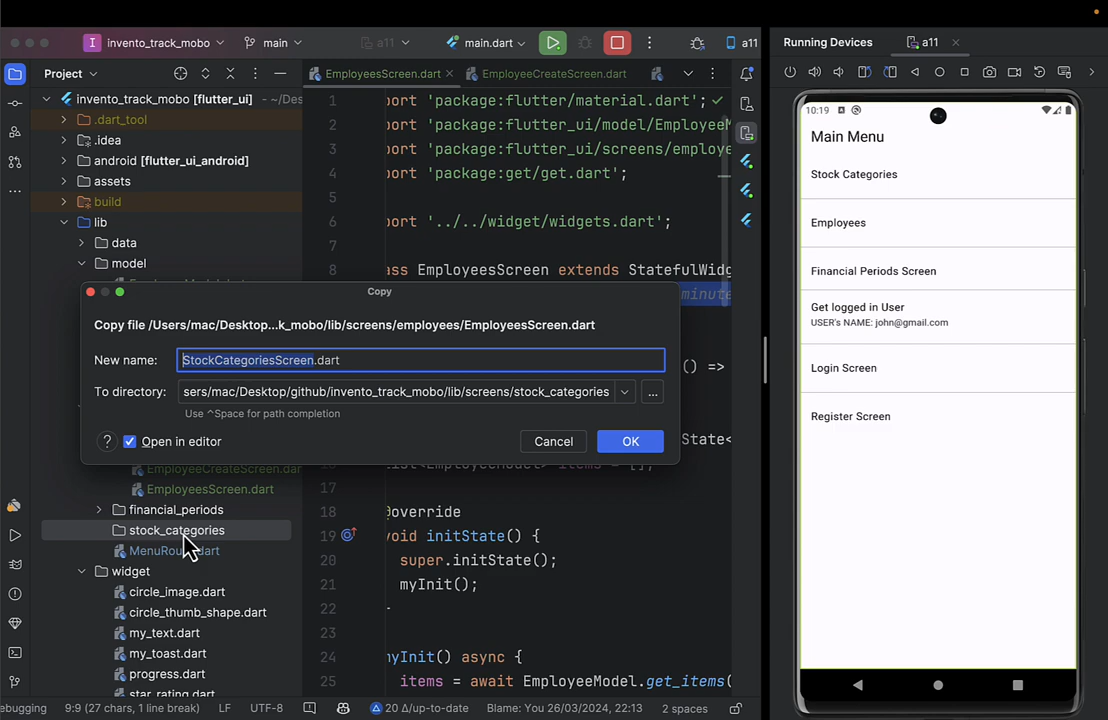 invento_track_mobo
main
a11
main.dart
a11
Running Devices
a11
Project
EmployeesScreen.dart
EmployeeCreateScreen.dart
invento_track_mobo [flutter_ui] - ~/Des
.dart_tool
.idea
android [flutter_ui_android]
assets
build
lib
data
model
1 port 'package:flutter/material.dart';
2 port 'package:flutter_ui/model/EmployeeM
3 port 'package:flutter_ui/screens/employe
4 port 'package:get/get.dart';
5
6 port '../../widget/widgets.dart';
7
8 ass EmployeesScreen extends StatefulWidg
minute
Copy
Copy file /Users/mac/Desktop...k_mobo/lib/screens/employees/EmployeesScreen.dart
New name: StockCategoriesScreen.dart
() =>
To directory: sers/mac/Desktop/github/invento_track_mobo/lib/screens/stock_categories ...
Use ^Space for path completion
? Open in editor
Cancel
OK
State<
EmployeeCreateScreen.dart
EmployeesScreen.dart
financial_periods
stock_categories
dart
widget
circle_image.dart
circle_thumb_shape.dart
my_text.dart
my_toast.dart
progress.dart
star_rating.dart
17
18 @override
19 void initState() {
20 super.initState();
21 myInit();
22
23
24 myInit() async {
25 items = await EmployeeModel.get_items(
10:19
Main Menu
Stock Categories
Employees
Financial Periods Screen
Get logged in User
USER's NAME: john@gmail.com
Login Screen
Register Screen
ebugging 9:9 (27 chars, 1 line break) LF UTF-8 20 Δ/up-to-date Blame: You 26/03/2024, 22:13 2 spaces